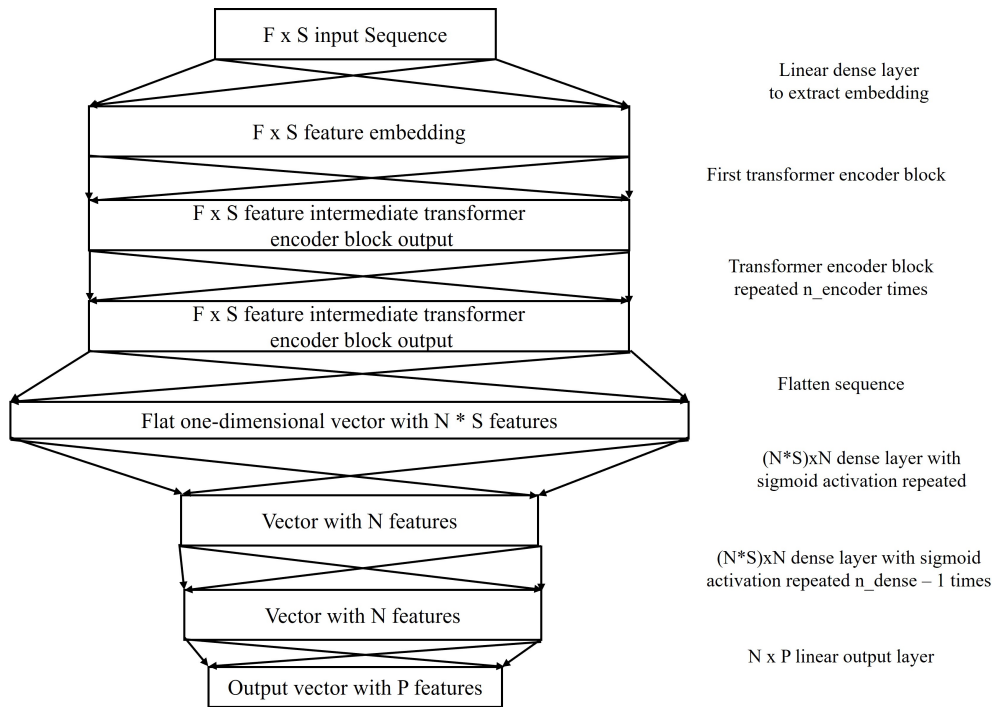 F x S input Sequence
Linear dense layer
to extract embedding
F x S feature embedding
First transformer encoder block
F x S feature intermediate transformer
encoder block output
Transformer encoder block
repeated n_encoder times
F x S feature intermediate transformer
encoder block output
Flatten sequence
Flat one-dimensional vector with N * S features
(N*S)xN dense layer with
sigmoid activation repeated
Vector with N features
(N*S)xN dense layer with sigmoid
activation repeated n_dense – 1 times
Vector with N features
N x P linear output layer
Output vector with P features